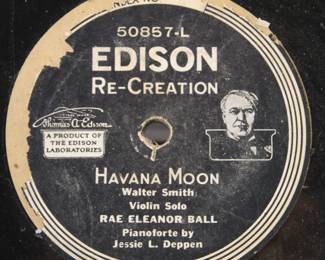 50857-L
EDISON
RE-CREATION
Thomas A. Edison
A PRODUCT OF
THE EDISON
LABORATORIES
HAVANA MOON
Walter Smith
Violin Solo
RAE ELEANOR BALL
Pianoforte by
Jessie L. Deppen